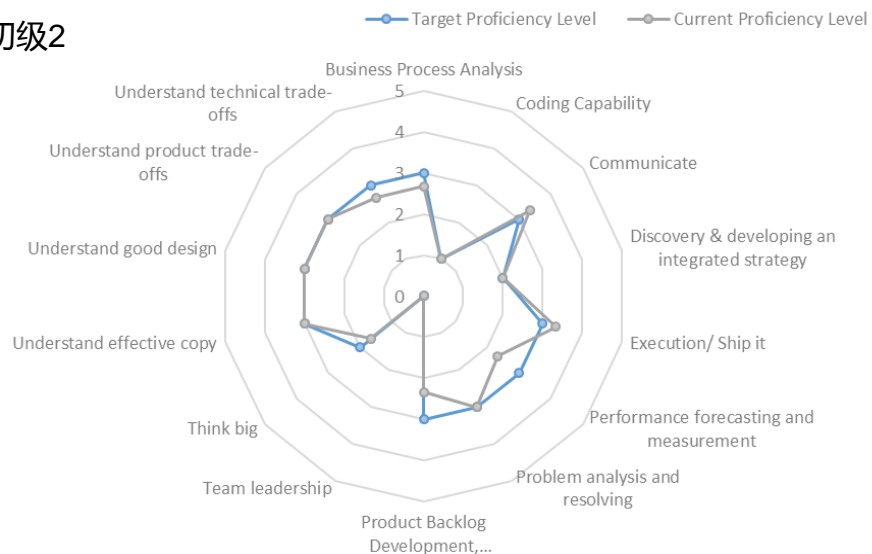 Target Proficiency Level
Current Proficiency Level
初级2
Business Process Analysis
Understand technical trade-
offs
Coding Capability
Understand product trade-
offs
Communicate
Understand good design
Discovery & developing an
integrated strategy
Understand effective copy
Execution/ Ship it
Think big
Performance forecasting and
measurement
Team leadership
Problem analysis and
resolving
Product Backlog
Development,...
5
4
3
2
1
0